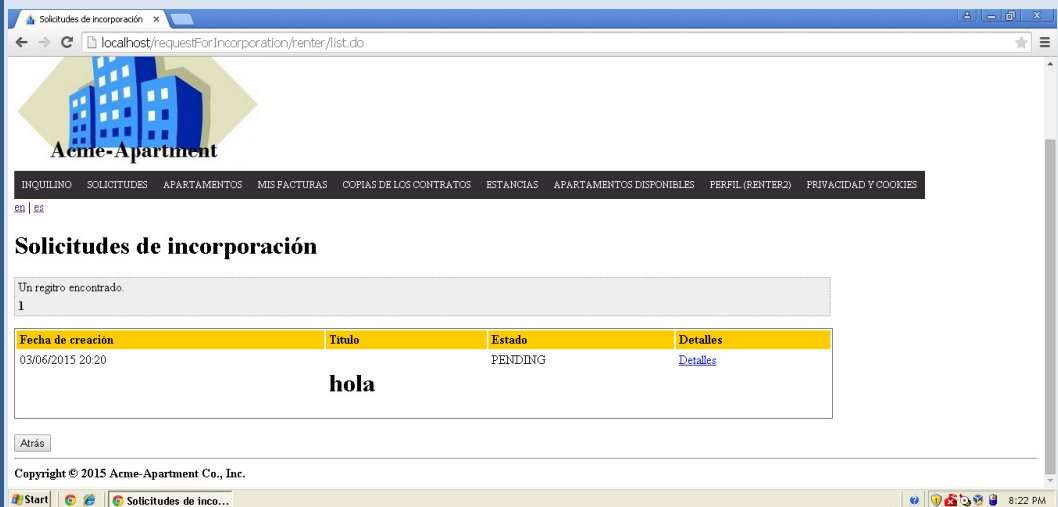 Solicitudes de incorporación
localhost/requestForIncorporation/renter/list.do
Acme-Apartment
INQUILINO SOLICITUDES APARTAMENTOS MIS FACTURAS COPIAS DE LOS CONTRATOS ESTANCIAS APARTAMENTOS DISPONIBLES PERFIL (RENTER2) PRIVACIDAD Y COOKIES
en | es
Solicitudes de incorporación
Un regitro encontrado.
1
Fecha de creación Título Estado Detalles
03/06/2015 20:20 hola PENDING Detalles
Atrás
Copyright © 2015 Acme-Apartment Co., Inc.
Start Solicitudes de inco... 8:22 PM